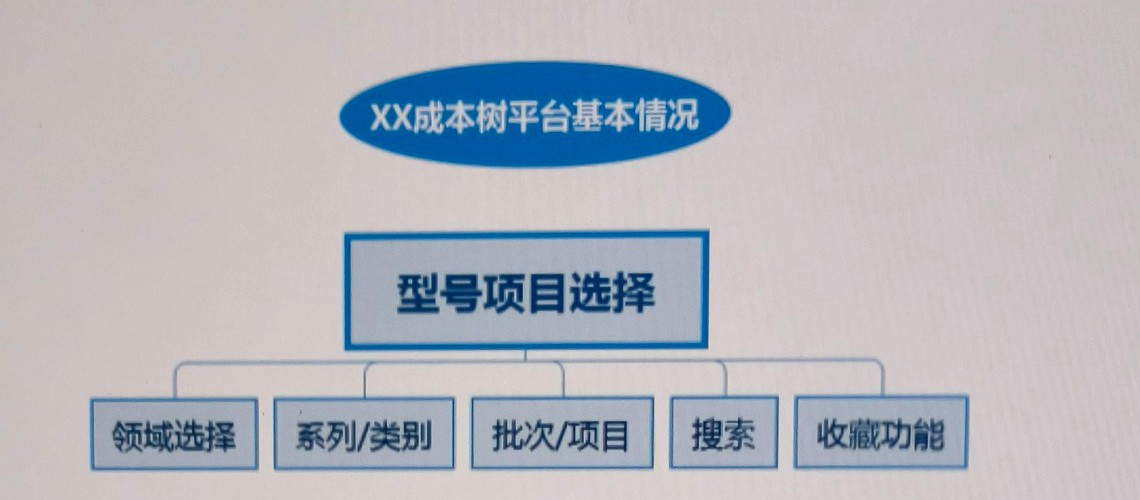 XX成本树平台基本情况
型号项目选择
领域选择
系列/类别
批次/项目
搜索
收藏功能